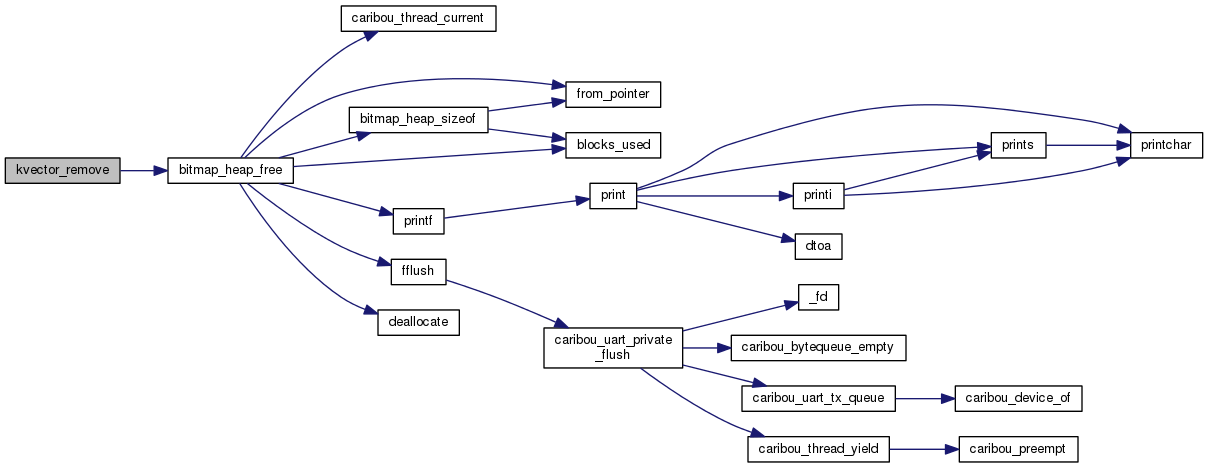 caribou_thread_current
from_pointer
bitmap_heap_sizeof
blocks_used
prints
printchar
kvector_remove
bitmap_heap_free
print
printi
printf
dtoa
fflush
_fd
deallocate
caribou_uart_private
_flush
caribou_bytequeue_empty
caribou_uart_tx_queue
caribou_device_of
caribou_thread_yield
caribou_preempt